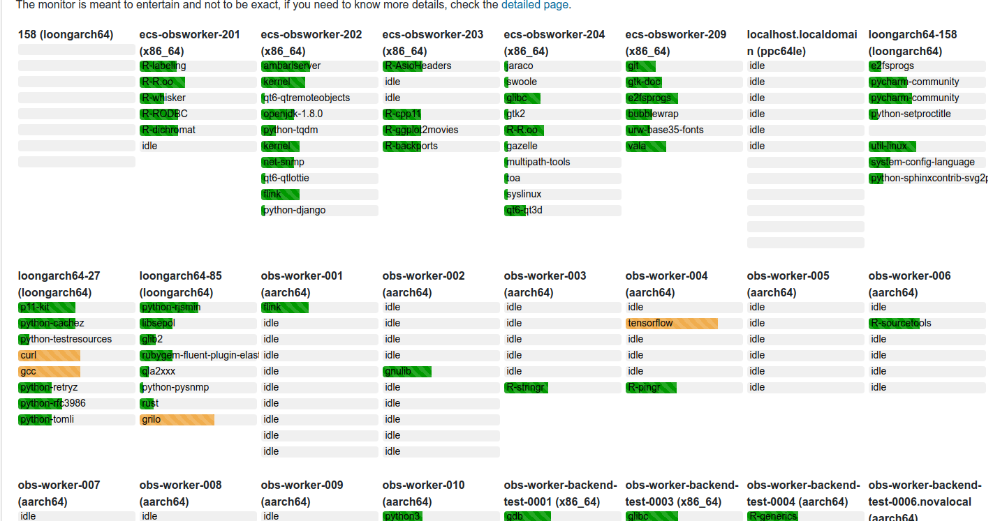 The monitor is meant to entertain and not to be exact, if you need to know more details, check the detailed page.
158 (loongarch64)
ecs-obsworker-201
(x86_64)
R-labeling
R-R.oo
R-whisker
R-RODBC
R-dichromat
idle
ecs-obsworker-202
(x86_64)
ambariserver
kernel
qt6-qtremoteobjects
openjdk-1.8.0
python-tqdm
kernel
net-snmp
qt6-qtlottie
flink
python-django
ecs-obsworker-203
(x86_64)
R-AsioHeaders
idle
idle
R-cpp11
R-ggplot2movies
R-backports
ecs-obsworker-204
(x86_64)
jaraco
swoole
glibc
gtk2
R-R.oo
gazelle
multipath-tools
toa
syslinux
qt6-qt3d
ecs-obsworker-209
(x86_64)
git
gtk-doc
e2fsprogs
bubblewrap
urw-base35-fonts
vala
localhost.localdomai
n (ppc64le)
idle
idle
idle
idle
idle
idle
loongarch64-158
(loongarch64)
e2fsprogs
pycharm-community
pycharm-community
python-setproctitle
util-linux
system-config-language
python-sphinxcontrib-svg2p
loongarch64-27
(loongarch64)
p11-kit
python-cachez
python-testresources
curl
gcc
python-retryz
python-rfc3986
python-tomli
loongarch64-85
(loongarch64)
python-rjsmin
libsepol
glib2
rubygem-fluent-plugin-elast
qla2xxx
python-pysnmp
rust
grilo
obs-worker-001
(aarch64)
flink
idle
idle
idle
idle
idle
idle
idle
idle
idle
obs-worker-002
(aarch64)
idle
idle
idle
idle
gnulib
idle
idle
idle
idle
idle
obs-worker-003
(aarch64)
idle
idle
idle
idle
idle
R-stringr
obs-worker-004
(aarch64)
idle
tensorflow
idle
idle
idle
R-pingr
obs-worker-005
(aarch64)
idle
idle
idle
idle
idle
idle
obs-worker-006
(aarch64)
idle
R-sourcetools
idle
idle
idle
idle
obs-worker-007
(aarch64)
idle
obs-worker-008
(aarch64)
idle
obs-worker-009
(aarch64)
idle
obs-worker-010
(aarch64)
python3
obs-worker-backend-
test-0001 (x86_64)
gdb
obs-worker-backend-
test-0003 (x86_64)
glibc
obs-worker-backend-
test-0004 (aarch64)
R-generics
obs-worker-backend-
test-0006.novalocal
(aarch64)